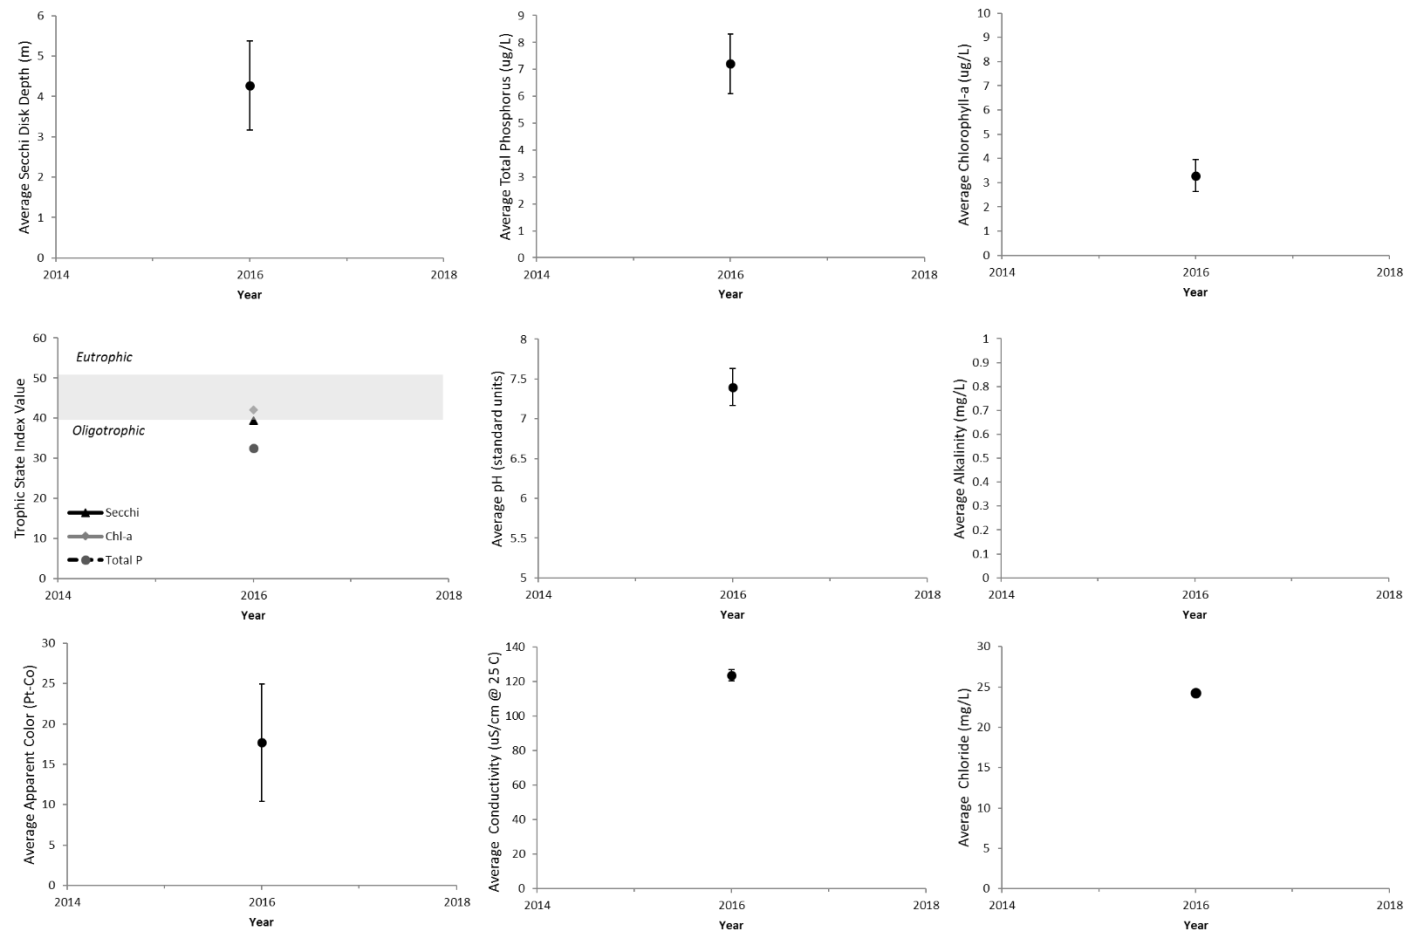 Average Secchi Disk Depth (m)
6
5
4
3
2
1
0
2014 2016 2018
Year
Average Total Phosphorus (ug/L)
9
8
7
6
5
4
3
2
1
0
2014 2016 2018
Year
Average Chlorophyll-a (ug/L)
10
9
8
7
6
5
4
3
2
1
0
2014 2016 2018
Year
Trophic State Index Value
60
50
40
30
20
10
0
Eutrophic
Oligotrophic
Secchi
Chl-a
Total P
2014 2016 2018
Year
Average pH (standard units)
8
7.5
7
6.5
6
5.5
5
2014 2016 2018
Year
Average Alkalinity (mg/L)
1
0.9
0.8
0.7
0.6
0.5
0.4
0.3
0.2
0.1
0
2014 2016 2018
Year
Average Apparent Color (Pt-Co)
30
25
20
15
10
5
0
2014 2016 2018
Year
Average Conductivity (uS/cm @ 25 C)
140
120
100
80
60
40
20
0
2014 2016 2018
Year
Average Chloride (mg/L)
30
25
20
15
10
5
0
2014 2016 2018
Year